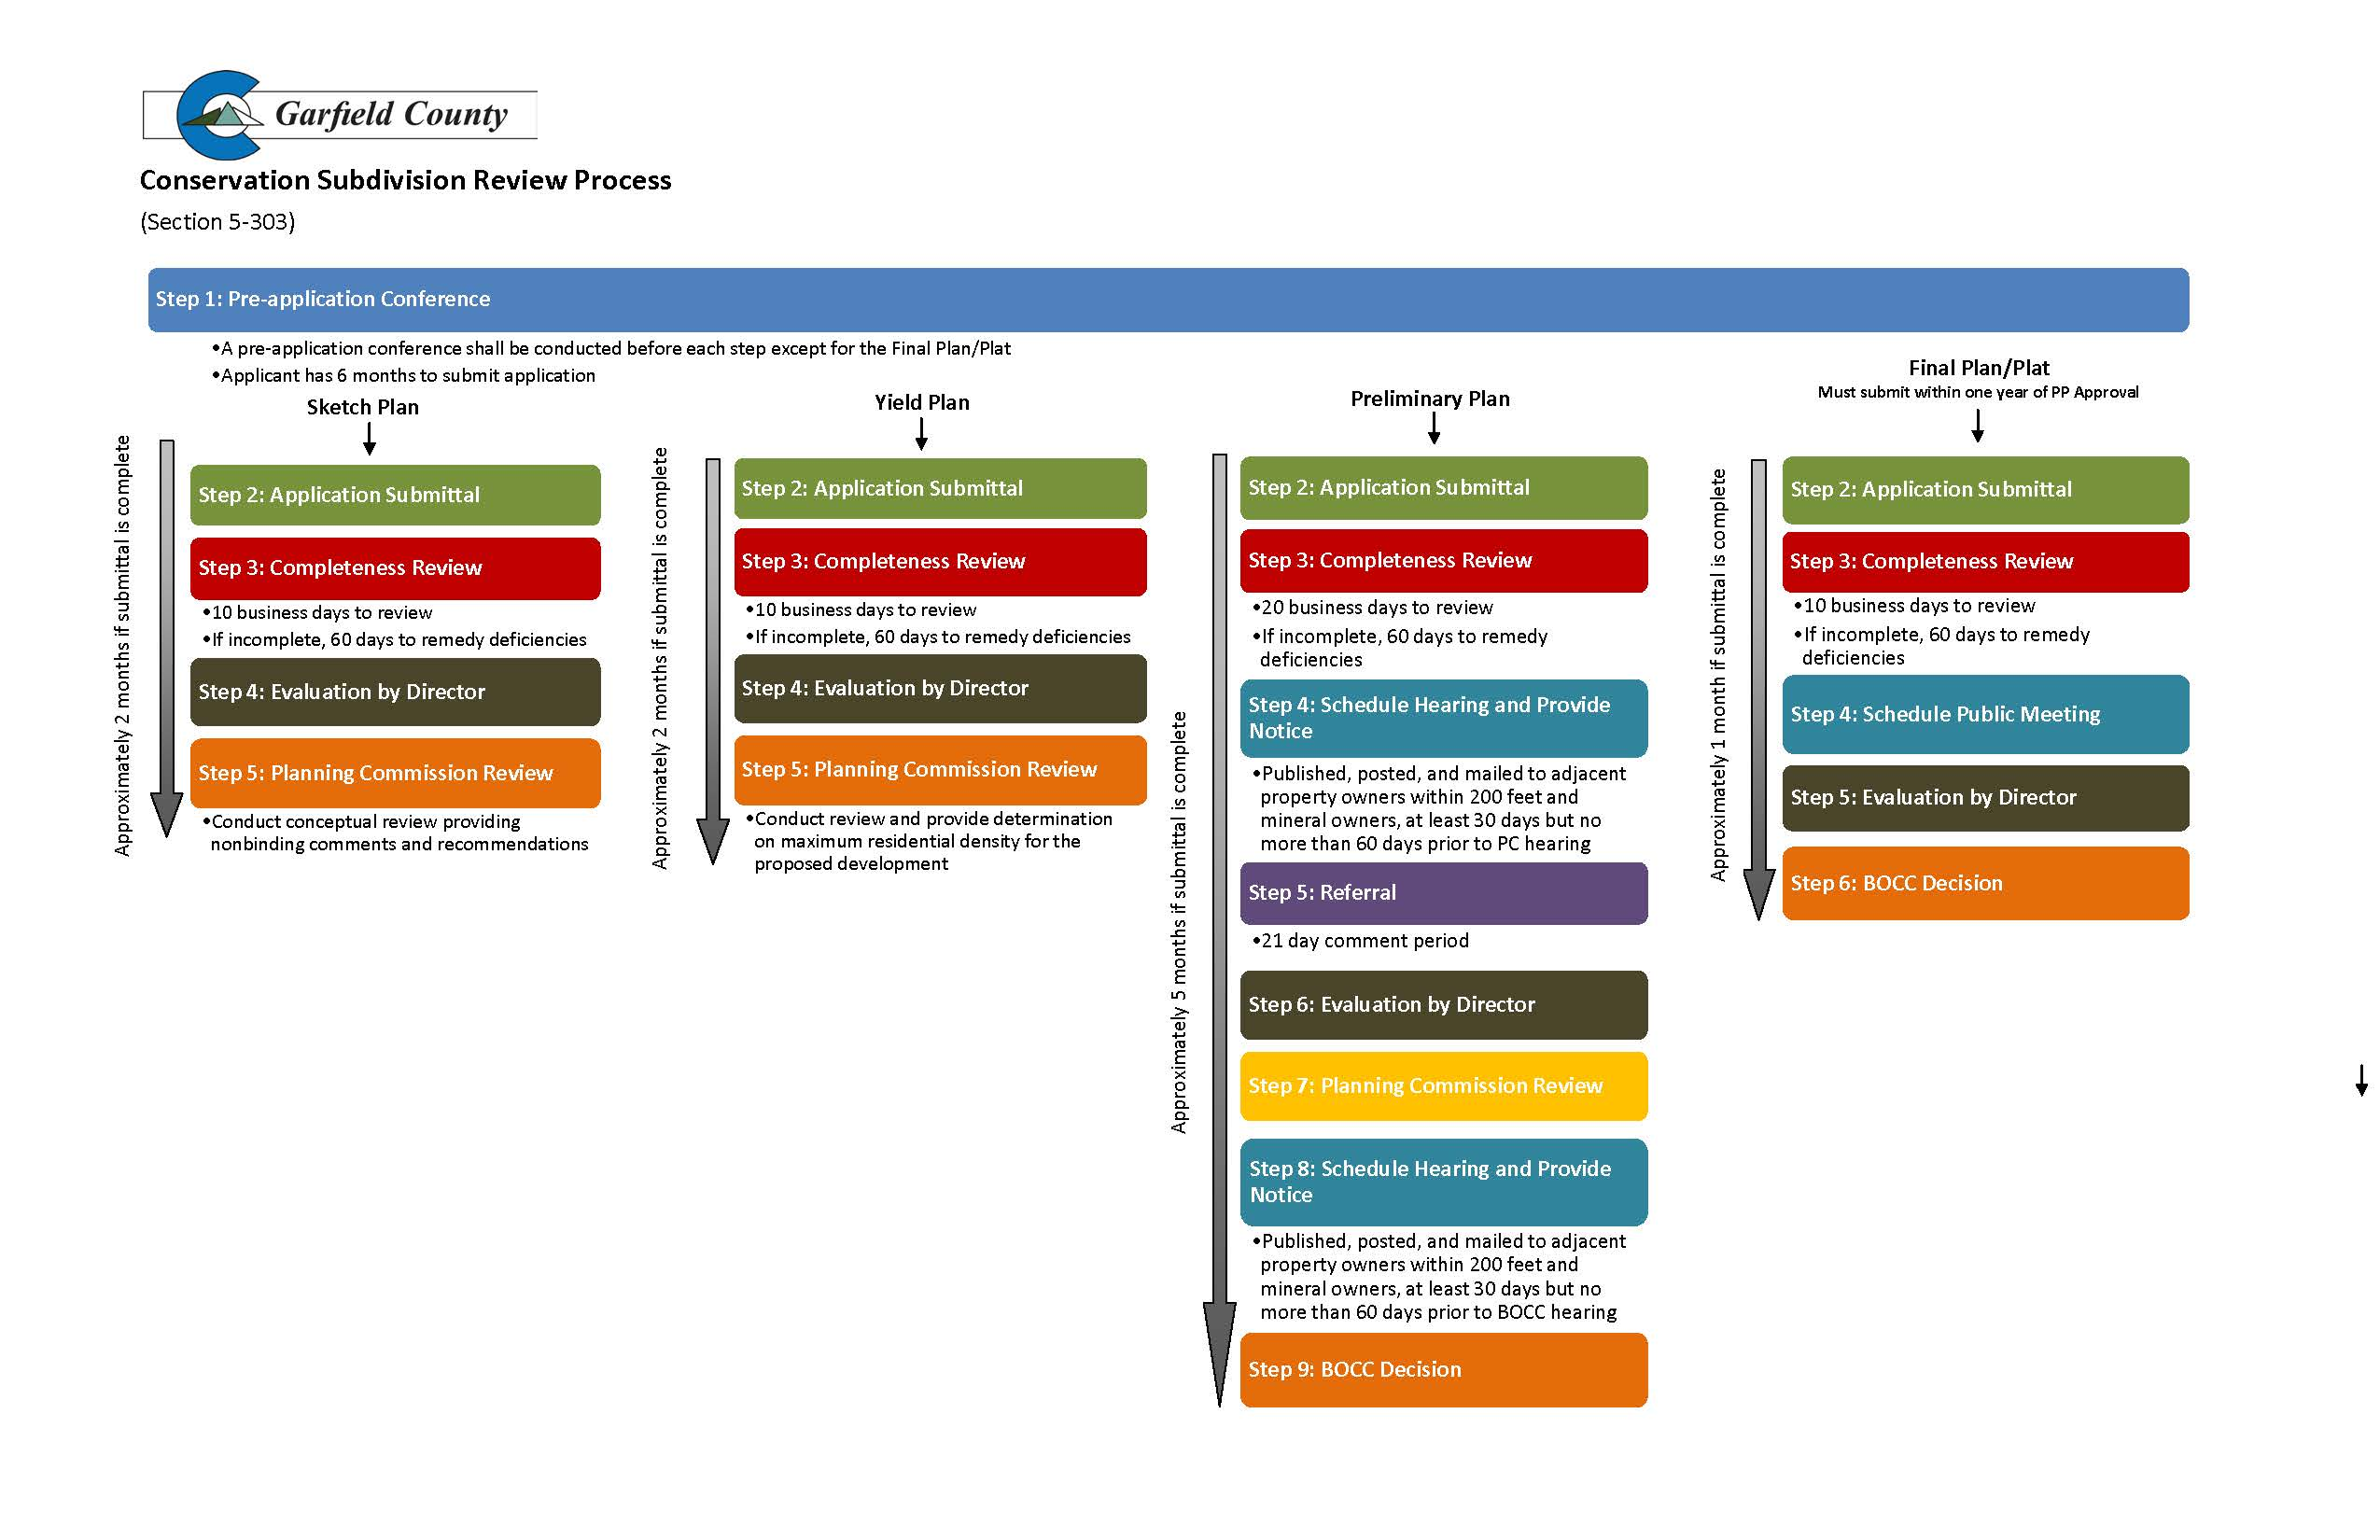 Garfield County
Conservation Subdivision Review Process
(Section 5-303)
Step 1: Pre-application Conference
•A pre-application conference shall be conducted before each step except for the Final Plan/Plat
•Applicant has 6 months to submit application
Sketch Plan
Approximately 2 months if submittal is complete
Step 2: Application Submittal
Step 3: Completeness Review
•10 business days to review
•If incomplete, 60 days to remedy deficiencies
Step 4: Evaluation by Director
Step 5: Planning Commission Review
•Conduct conceptual review providing
nonbinding comments and recommendations
Yield Plan
Approximately 2 months if submittal is complete
Step 2: Application Submittal
Step 3: Completeness Review
•10 business days to review
•If incomplete, 60 days to remedy deficiencies
Step 4: Evaluation by Director
Step 5: Planning Commission Review
•Conduct review and provide determination
on maximum residential density for the
proposed development
Preliminary Plan
Approximately 5 months if submittal is complete
Step 2: Application Submittal
Step 3: Completeness Review
•20 business days to review
•If incomplete, 60 days to remedy
deficiencies
Step 4: Schedule Hearing and Provide
Notice
•Published, posted, and mailed to adjacent
property owners within 200 feet and
mineral owners, at least 30 days but no
more than 60 days prior to PC hearing
Step 5: Referral
•21 day comment period
Step 6: Evaluation by Director
Step 7: Planning Commission Review
Step 8: Schedule Hearing and Provide
Notice
•Published, posted, and mailed to adjacent
property owners within 200 feet and
mineral owners, at least 30 days but no
more than 60 days prior to BOCC hearing
Step 9: BOCC Decision
Final Plan/Plat
Must submit within one year of PP Approval
Approximately 1 month if submittal is complete
Step 2: Application Submittal
Step 3: Completeness Review
•10 business days to review
•If incomplete, 60 days to remedy
deficiencies
Step 4: Schedule Public Meeting
Step 5: Evaluation by Director
Step 6: BOCC Decision